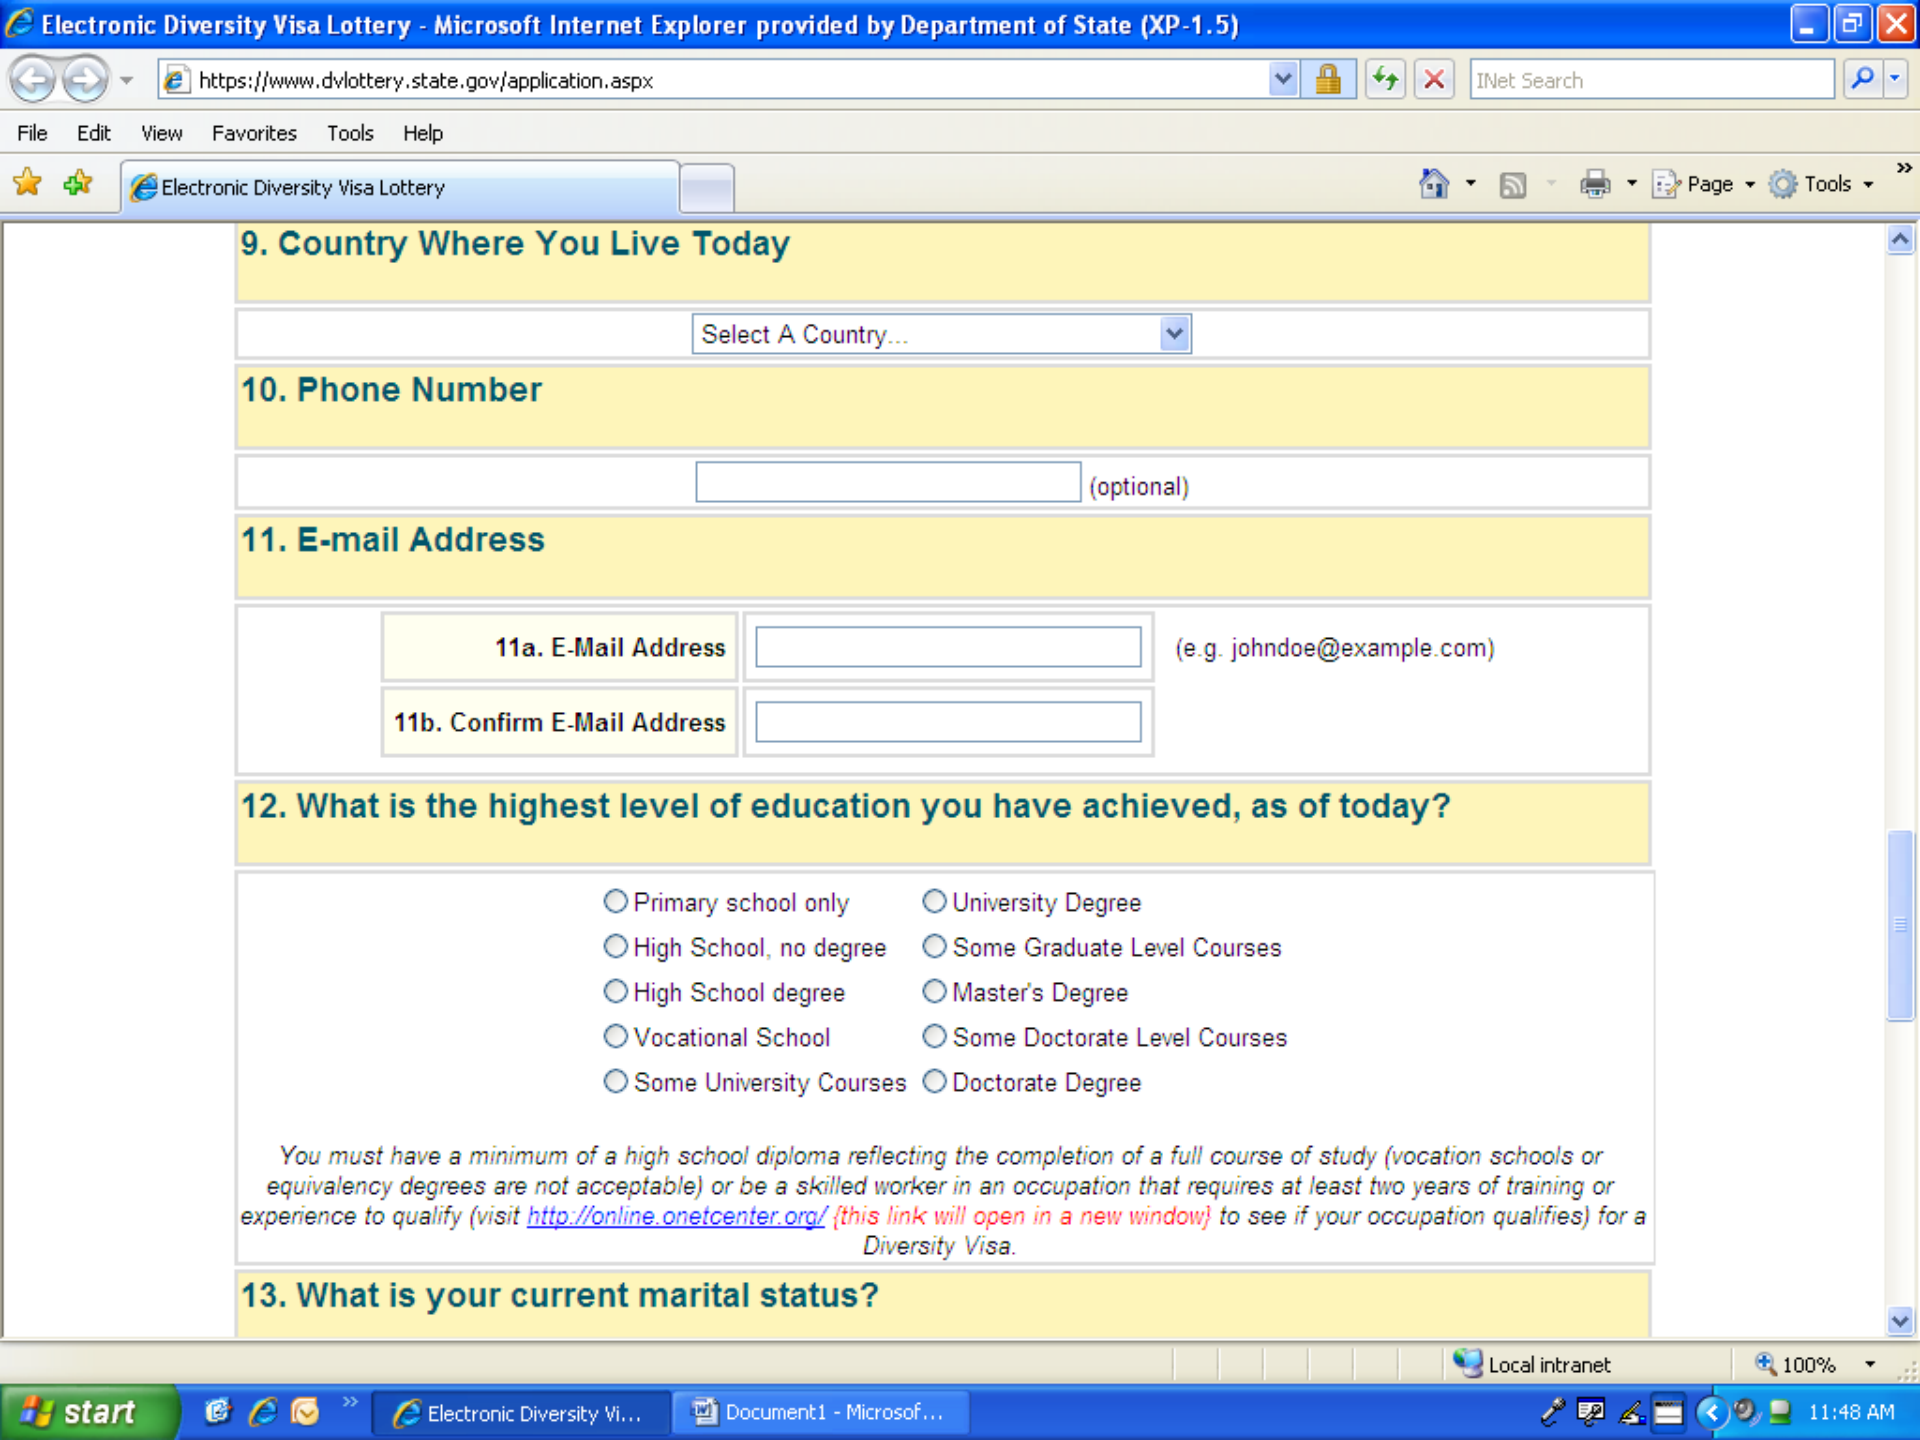 Electronic Diversity Visa Lottery - Microsoft Internet Explorer provided by Department of State (XP-1.5)
https://www.dvlottery.state.gov/application.aspx
INet Search
File Edit View Favorites Tools Help
Electronic Diversity Visa Lottery
Page Tools »
9. Country Where You Live Today
Select A Country...
10. Phone Number
(optional)
11. E-mail Address
11a. E-Mail Address (e.g. johndoe@example.com)
11b. Confirm E-Mail Address
12. What is the highest level of education you have achieved, as of today?
Primary school only University Degree
High School, no degree Some Graduate Level Courses
High School degree Master's Degree
Vocational School Some Doctorate Level Courses
Some University Courses Doctorate Degree
You must have a minimum of a high school diploma reflecting the completion of a full course of study (vocation schools or
equivalency degrees are not acceptable) or be a skilled worker in an occupation that requires at least two years of training or
experience to qualify (visit http://online.onetcenter.org/ {this link will open in a new window} to see if your occupation qualifies) for a
Diversity Visa.
13. What is your current marital status?
Local intranet 100%
start » Electronic Diversity Vi... Document1 - Microsof... 11:48 AM